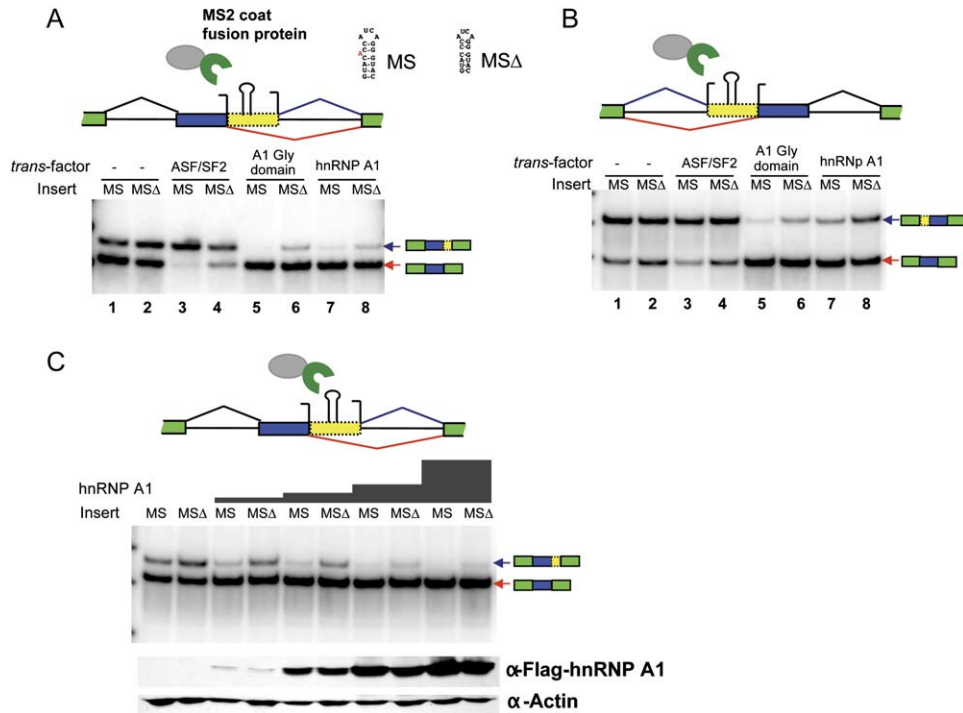 A
MS2 coat
fusion protein
A U C A
A C C C A U G
G G G U A C
MS
MSΔ
trans-factor - - ASF/SF2 A1 Gly domain hnRNP A1
Insert MS MSΔ MS MSΔ MS MSΔ MS MSΔ
1 2 3 4 5 6 7 8
B
trans-factor - - ASF/SF2 A1 Gly domain hnRNp A1
Insert MS MSΔ MS MSΔ MS MSΔ MS MSΔ
1 2 3 4 5 6 7 8
C
hnRNP A1
Insert MS MSΔ MS MSΔ MS MSΔ MS MSΔ MS MSΔ
α-Flag-hnRNP A1
α-Actin